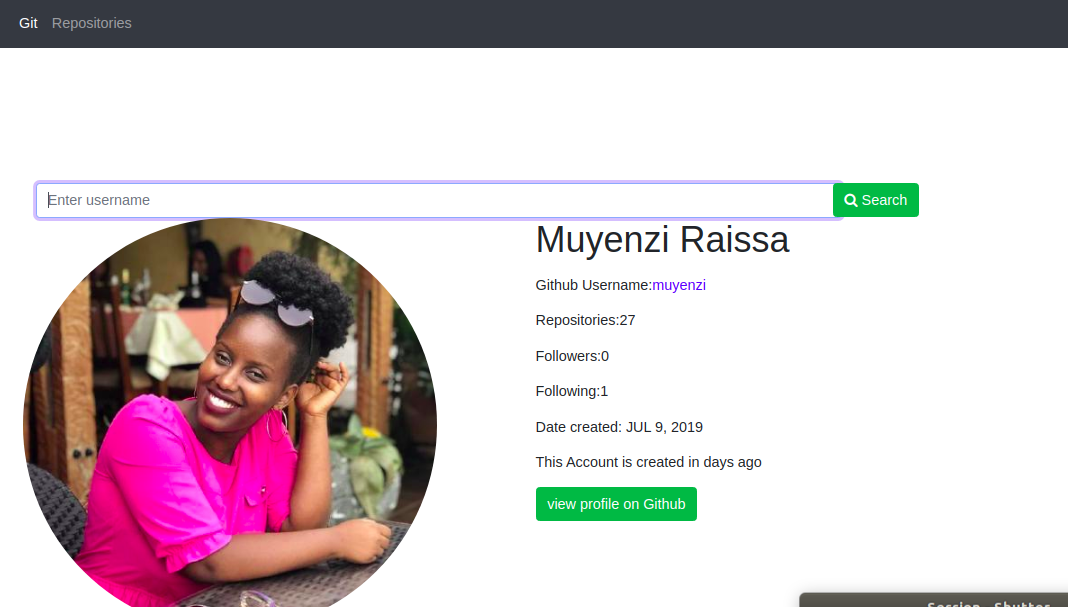 Git Repositories
Enter username
Search
Muyenzi Raissa
Github Username:muyenzi
Repositories:27
Followers:0
Following:1
Date created: JUL 9, 2019
This Account is created in days ago
view profile on Github
Session Shutter